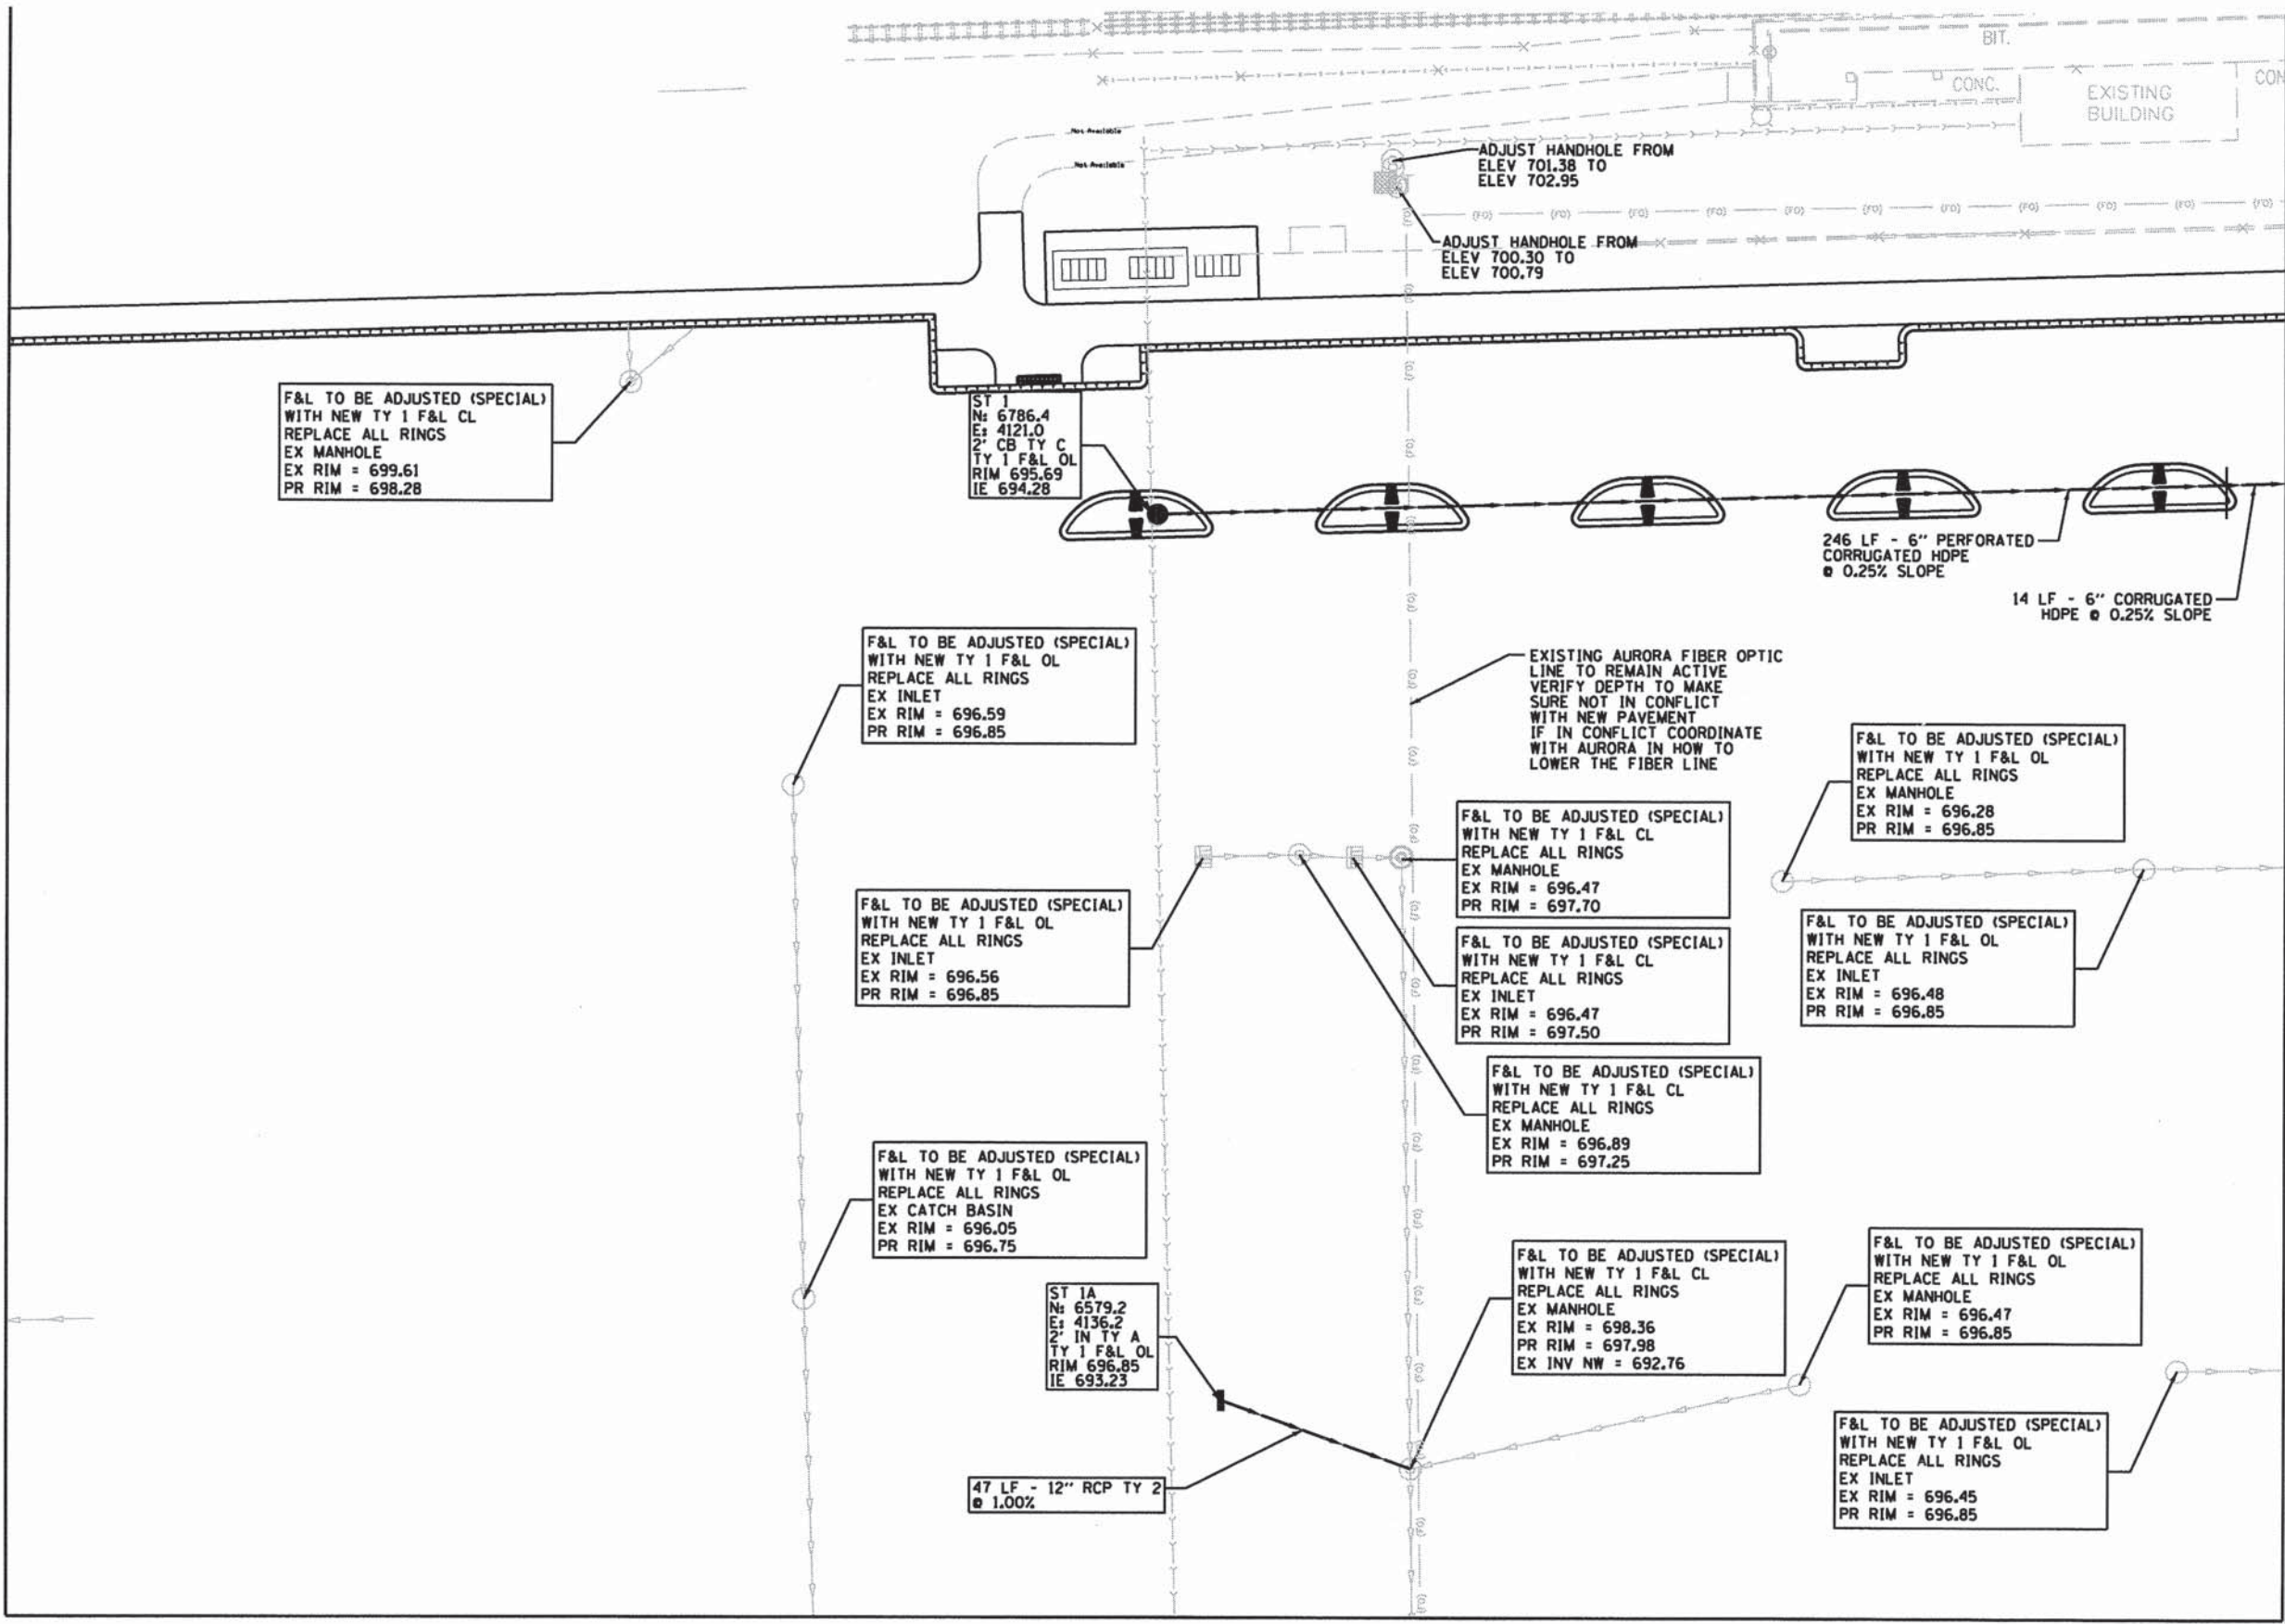 BIT.
CONC.
CON
EXISTING
BUILDING
Not Available
Not Available
ADJUST HANDHOLE FROM
ELEV 701.38 TO
ELEV 702.95
(FO) (FO) (FO) (FO) (FO) (FO) (FO) (FO) (FO) (FO) (FO)
ADJUST HANDHOLE FROM
ELEV 700.30 TO
ELEV 700.79
F&L TO BE ADJUSTED (SPECIAL)
WITH NEW TY 1 F&L CL
REPLACE ALL RINGS
EX MANHOLE
EX RIM = 699.61
PR RIM = 698.28
ST 1
N: 6786.4
E: 4121.0
2' CB TY C
TY 1 F&L OL
RIM 695.69
IE 694.28
246 LF - 6" PERFORATED
CORRUGATED HDPE
@ 0.25% SLOPE
14 LF - 6" CORRUGATED
HDPE @ 0.25% SLOPE
F&L TO BE ADJUSTED (SPECIAL)
WITH NEW TY 1 F&L OL
REPLACE ALL RINGS
EX INLET
EX RIM = 696.59
PR RIM = 696.85
EXISTING AURORA FIBER OPTIC
LINE TO REMAIN ACTIVE
VERIFY DEPTH TO MAKE
SURE NOT IN CONFLICT
WITH NEW PAVEMENT
IF IN CONFLICT COORDINATE
WITH AURORA IN HOW TO
LOWER THE FIBER LINE
F&L TO BE ADJUSTED (SPECIAL)
WITH NEW TY 1 F&L OL
REPLACE ALL RINGS
EX MANHOLE
EX RIM = 696.28
PR RIM = 696.85
F&L TO BE ADJUSTED (SPECIAL)
WITH NEW TY 1 F&L CL
REPLACE ALL RINGS
EX MANHOLE
EX RIM = 696.47
PR RIM = 697.70
F&L TO BE ADJUSTED (SPECIAL)
WITH NEW TY 1 F&L OL
REPLACE ALL RINGS
EX INLET
EX RIM = 696.56
PR RIM = 696.85
F&L TO BE ADJUSTED (SPECIAL)
WITH NEW TY 1 F&L CL
REPLACE ALL RINGS
EX INLET
EX RIM = 696.47
PR RIM = 697.50
F&L TO BE ADJUSTED (SPECIAL)
WITH NEW TY 1 F&L OL
REPLACE ALL RINGS
EX INLET
EX RIM = 696.48
PR RIM = 696.85
F&L TO BE ADJUSTED (SPECIAL)
WITH NEW TY 1 F&L CL
REPLACE ALL RINGS
EX MANHOLE
EX RIM = 696.89
PR RIM = 697.25
F&L TO BE ADJUSTED (SPECIAL)
WITH NEW TY 1 F&L OL
REPLACE ALL RINGS
EX CATCH BASIN
EX RIM = 696.05
PR RIM = 696.75
ST 1A
N: 6579.2
E: 4136.2
2' IN TY A
TY 1 F&L OL
RIM 696.85
IE 693.23
F&L TO BE ADJUSTED (SPECIAL)
WITH NEW TY 1 F&L CL
REPLACE ALL RINGS
EX MANHOLE
EX RIM = 698.36
PR RIM = 697.98
EX INV NW = 692.76
F&L TO BE ADJUSTED (SPECIAL)
WITH NEW TY 1 F&L OL
REPLACE ALL RINGS
EX MANHOLE
EX RIM = 696.47
PR RIM = 696.85
47 LF - 12" RCP TY 2
@ 1.00%
F&L TO BE ADJUSTED (SPECIAL)
WITH NEW TY 1 F&L OL
REPLACE ALL RINGS
EX INLET
EX RIM = 696.45
PR RIM = 696.85